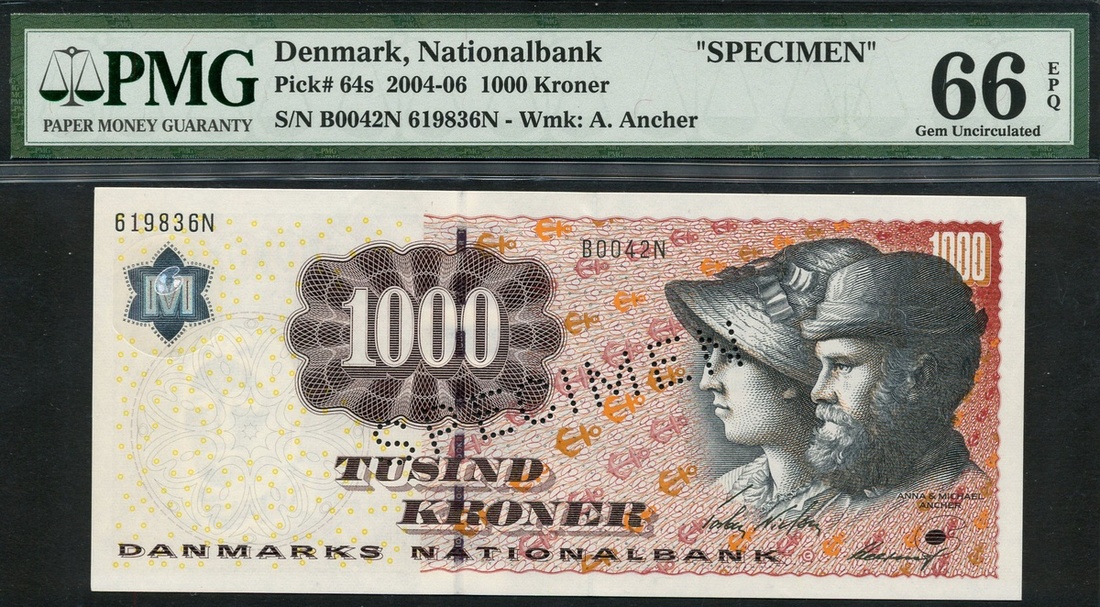 PMG
PAPER MONEY GUARANTY
Denmark, Nationalbank "SPECIMEN"
Pick# 64s 2004-06 1000 Kroner
S/N B0042N 619836N - Wmk: A. Ancher
66
EPQ
Gem Uncirculated
619836N
B0042N
1000
M
1000
SPECIMEN
TUSIND
KRONER
ANNA & MICHAEL
ANCHER
DANMARKS NATIONALBANK